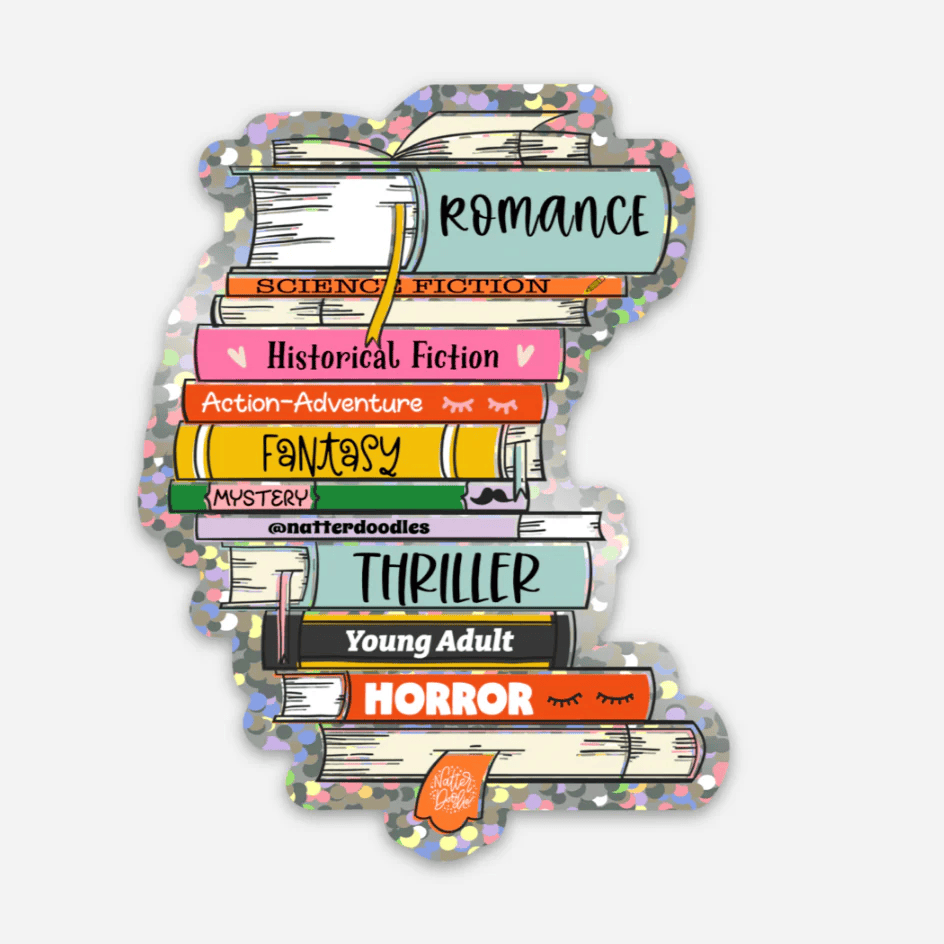 ROMANCE
SCIENCE FICTION
Historical Fiction
Action-Adventure
FANTASY
MYSTERY
@natterdoodles
THRILLER
Young Adult
HORROR
Natter
Doodles